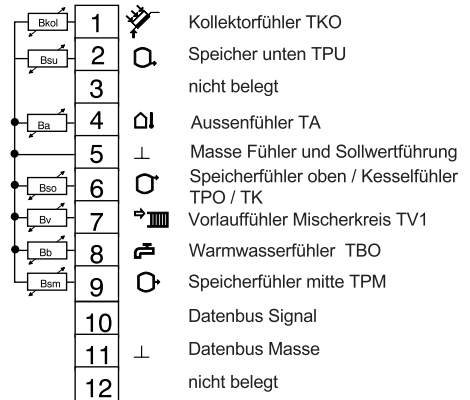 Bkol 1 Kollektorfühler TKO
Bsu 2 Speicher unten TPU
3 nicht belegt
Ba 4 Aussenfühler TA
5 Masse Fühler und Sollwertführung
Bso 6 Speicherfühler oben / Kesselfühler
TPO / TK
Bv 7 Vorlauffühler Mischerkreis TV1
Bb 8 Warmwasserfühler TBO
Bsm 9 Speicherfühler mitte TPM
10 Datenbus Signal
11 Datenbus Masse
12 nicht belegt